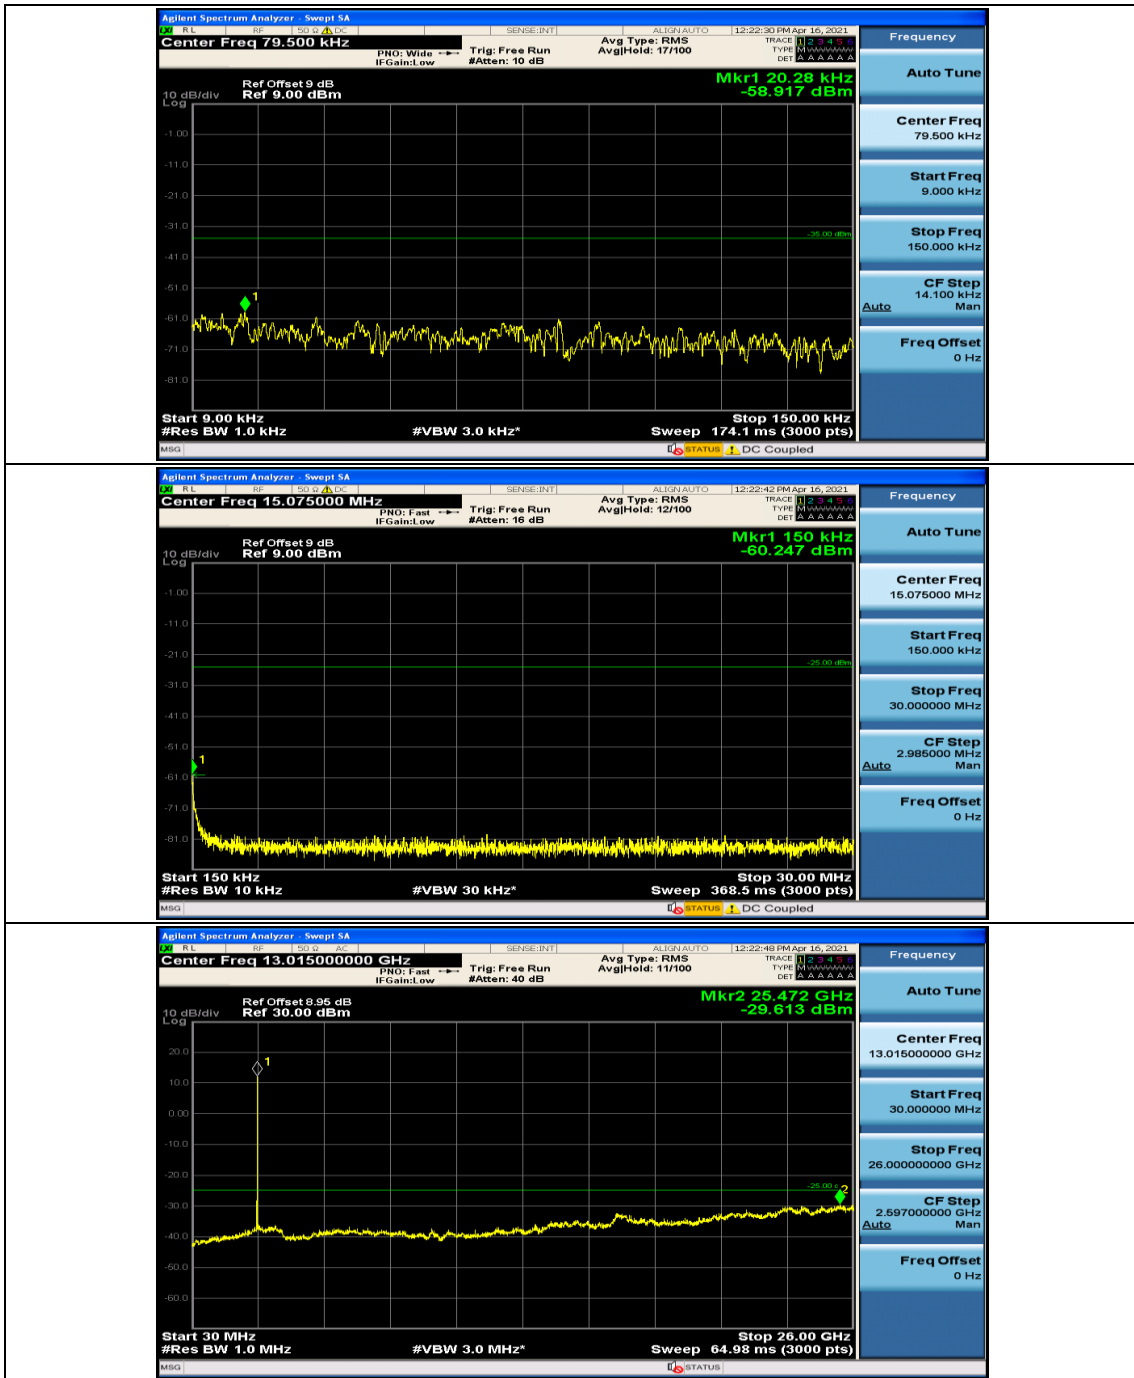 Agilent Spectrum Analyzer - Swept SA
RL RF 50 Ω DC SENSE:INT ALIGN AUTO 12:22:30 PM Apr 16, 2021
Center Freq 79.500 kHz
PNO: Wide
IFGain:Low
Trig: Free Run
#Atten: 10 dB
Avg Type: RMS
Avg|Hold: 17/100
TRACE 1 2 3 4 5 6
TYPE M W W W W W
DET A A A A A A
Mkr1 20.28 kHz
-58.917 dBm
Ref Offset 9 dB
10 dB/div Ref 9.00 dBm
Log
-1.00
-11.0
-21.0
-31.0
-35.00 dBm
-41.0
-51.0
1
-61.0
-71.0
-81.0
Start 9.00 kHz Stop 150.00 kHz
#Res BW 1.0 kHz #VBW 3.0 kHz* Sweep 174.1 ms (3000 pts)
MSG STATUS DC Coupled
Frequency
Auto Tune
Center Freq
79.500 kHz
Start Freq
9.000 kHz
Stop Freq
150.000 kHz
CF Step
14.100 kHz
Auto Man
Freq Offset
0 Hz
Agilent Spectrum Analyzer - Swept SA
RL RF 50 Ω DC SENSE:INT ALIGN AUTO 12:22:42 PM Apr 16, 2021
Center Freq 15.075000 MHz
PNO: Fast
IFGain:Low
Trig: Free Run
#Atten: 16 dB
Avg Type: RMS
Avg|Hold: 12/100
TRACE 1 2 3 4 5 6
TYPE M W W W W W
DET A A A A A A
Mkr1 150 kHz
-60.247 dBm
Ref Offset 9 dB
10 dB/div Ref 9.00 dBm
Log
-1.00
-11.0
-21.0
-25.00 dBm
-31.0
-41.0
-51.0
1
-61.0
-71.0
-81.0
Start 150 kHz Stop 30.00 MHz
#Res BW 10 kHz #VBW 30 kHz* Sweep 368.5 ms (3000 pts)
MSG STATUS DC Coupled
Frequency
Auto Tune
Center Freq
15.075000 MHz
Start Freq
150.000 kHz
Stop Freq
30.000000 MHz
CF Step
2.985000 MHz
Auto Man
Freq Offset
0 Hz
Agilent Spectrum Analyzer - Swept SA
RL RF 50 Ω AC SENSE:INT ALIGN AUTO 12:22:48 PM Apr 16, 2021
Center Freq 13.015000000 GHz
PNO: Fast
IFGain:Low
Trig: Free Run
#Atten: 40 dB
Avg Type: RMS
Avg|Hold: 11/100
TRACE 1 2 3 4 5 6
TYPE M W W W W W
DET A A A A A A
Mkr2 25.472 GHz
-29.613 dBm
Ref Offset 8.95 dB
10 dB/div Ref 30.00 dBm
Log
20.0
1
10.0
0.00
-10.0
-20.0
-25.00
2
-30.0
-40.0
-50.0
-60.0
Start 30 MHz Stop 26.00 GHz
#Res BW 1.0 MHz #VBW 3.0 MHz* Sweep 64.98 ms (3000 pts)
MSG STATUS
Frequency
Auto Tune
Center Freq
13.015000000 GHz
Start Freq
30.000000 MHz
Stop Freq
26.000000000 GHz
CF Step
2.597000000 GHz
Auto Man
Freq Offset
0 Hz